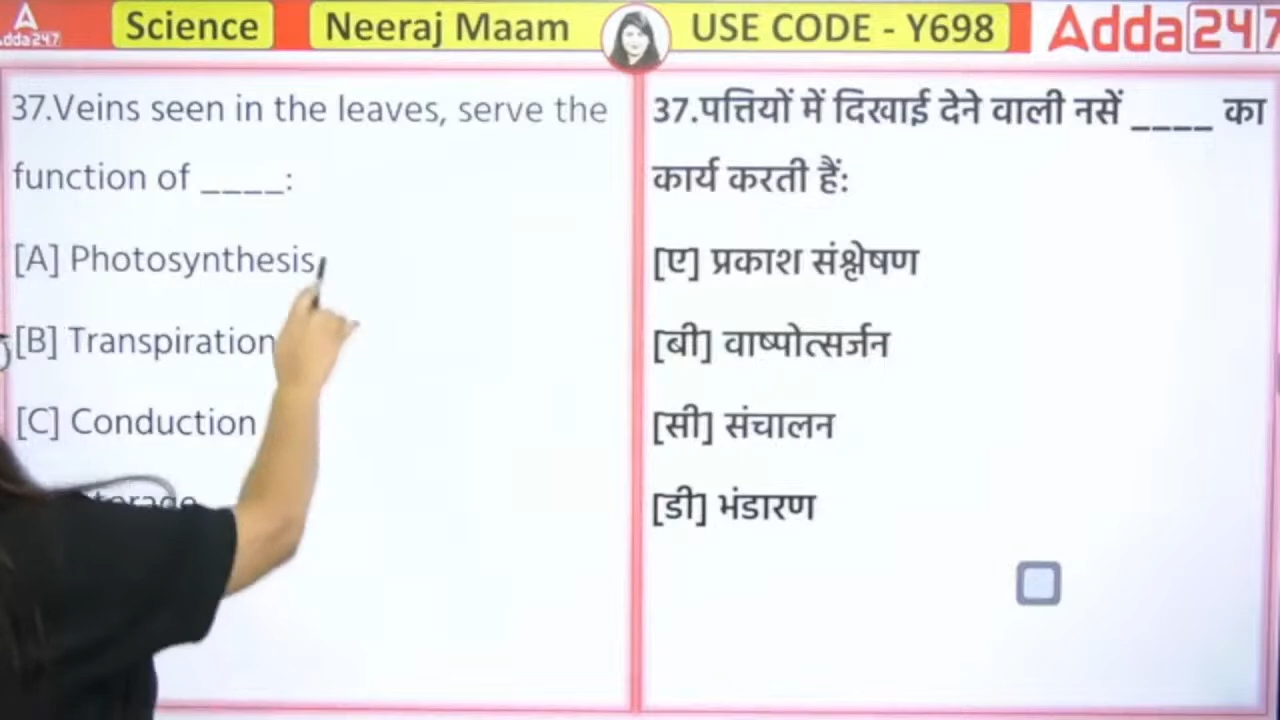 Adda247
Science
Neeraj Maam
USE CODE - Y698
Adda247
37.Veins seen in the leaves, serve the
function of ____:
[A] Photosynthesis
[B] Transpiration
[C] Conduction
37.पत्तियों में दिखाई देने वाली नसें ____ का
कार्य करती हैं:
[ए] प्रकाश संश्लेषण
[बी] वाष्पोत्सर्जन
[सी] संचालन
[डी] भंडारण